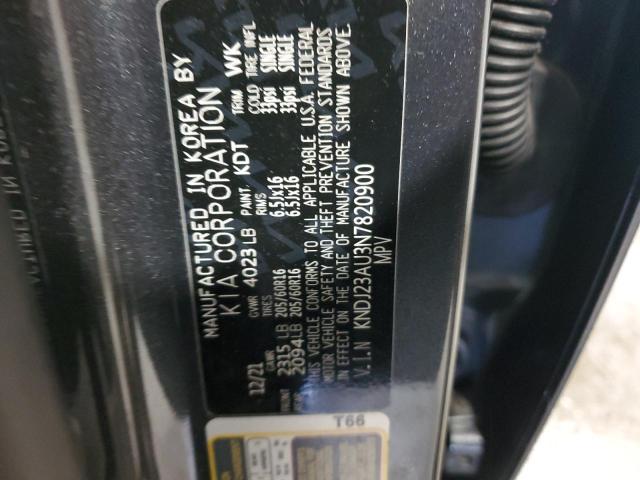 MANUFACTURED IN KOREA BY
KIA CORPORATION
12/21 GVWR 4023 LB PAINT. KDT TRIM WK
GAWR TIRES RIMS COLD TIRE INFL
2315 LB 205/60R16 6.5Jx16 33psi SINGLE
2094 LB 205/60R16 6.5Jx16 33psi SINGLE
THIS VEHICLE CONFORMS TO ALL APPLICABLE U.S.A. FEDERAL
MOTOR VEHICLE SAFETY AND THEFT PREVENTION STANDARDS
IN EFFECT ON THE DATE OF MANUFACTURE SHOWN ABOVE.
V.I.N KNDJ23AU3N7820900
MPV
T66